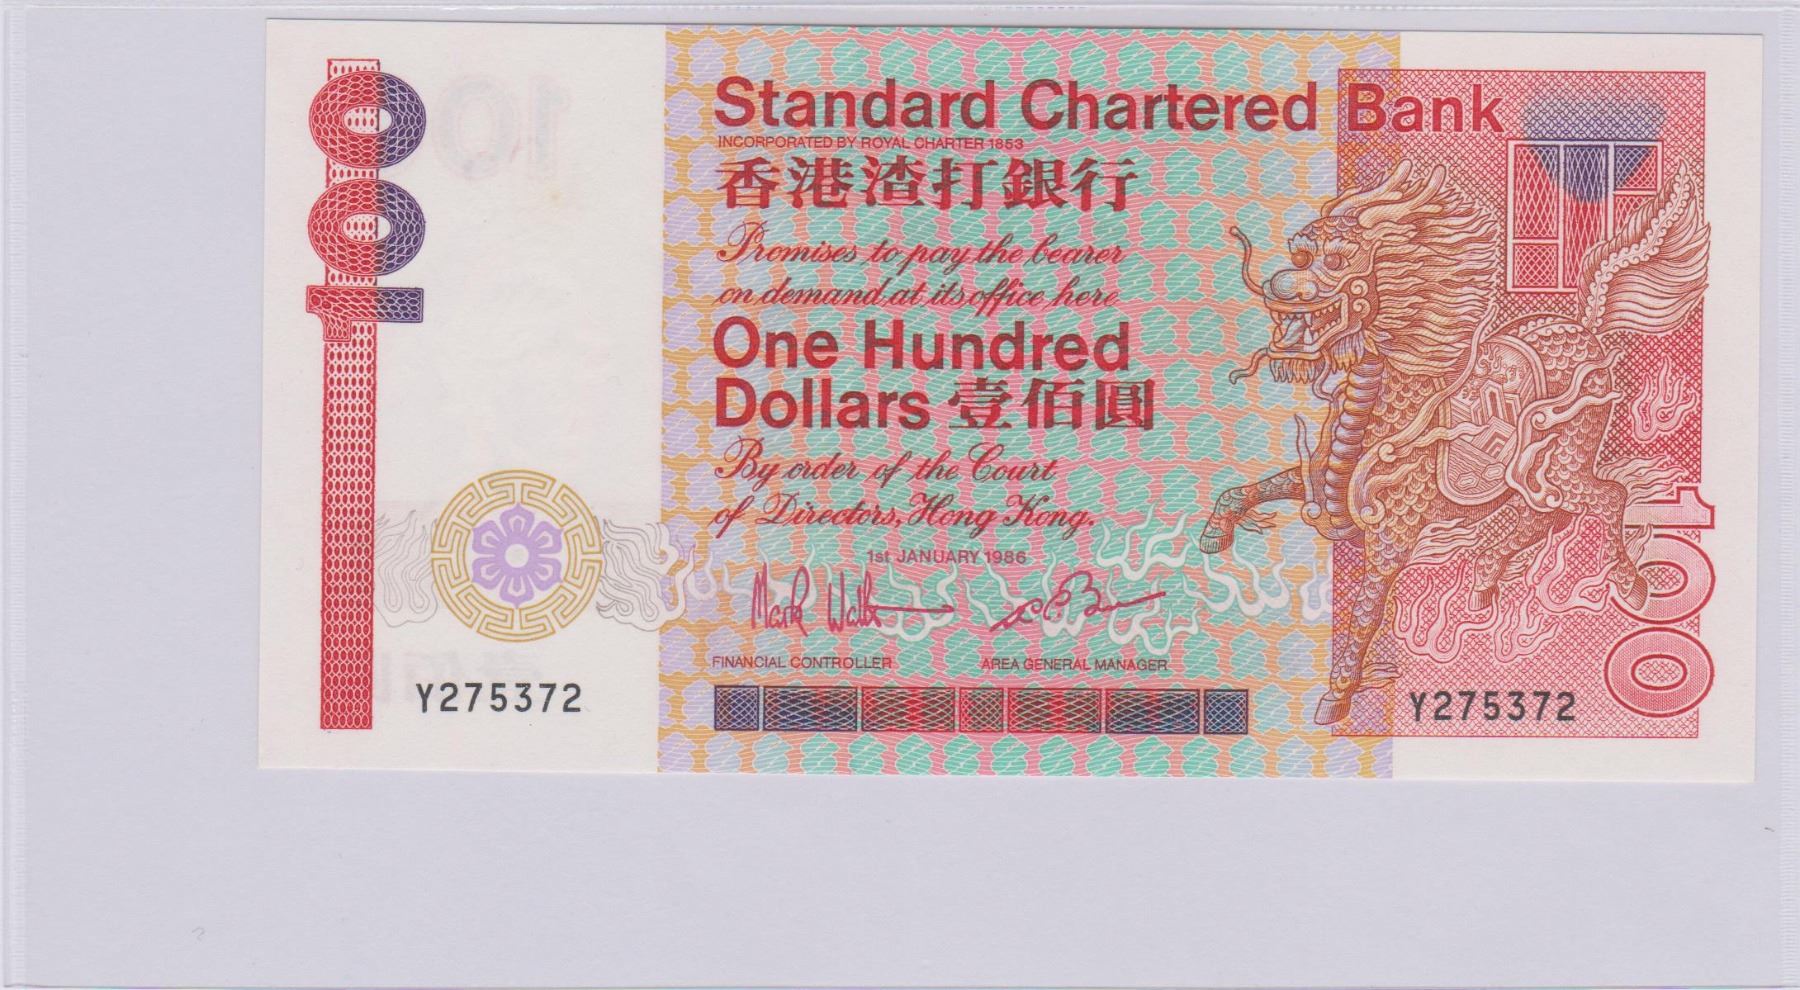 100
Standard Chartered Bank
INCORPORATED BY ROYAL CHARTER 1853
香港渣打銀行
Promises to pay the bearer
on demand at its office here
One Hundred
Dollars 壹佰圓
By order of the Court
of Directors, Hong Kong.
1st JANUARY 1986
FINANCIAL CONTROLLER
AREA GENERAL MANAGER
Y275372
Y275372
100